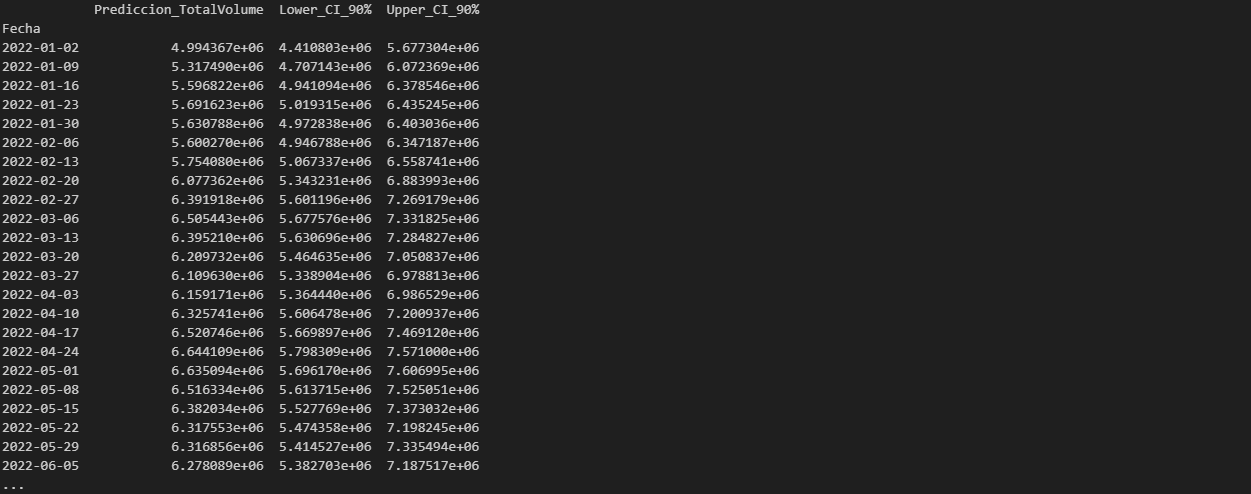 Prediccion_TotalVolume Lower_CI_90% Upper_CI_90%
Fecha
2022-01-02 4.994367e+06 4.410803e+06 5.677304e+06
2022-01-09 5.317490e+06 4.707143e+06 6.072369e+06
2022-01-16 5.596822e+06 4.941094e+06 6.378546e+06
2022-01-23 5.691623e+06 5.019315e+06 6.435245e+06
2022-01-30 5.630788e+06 4.972838e+06 6.403036e+06
2022-02-06 5.600270e+06 4.946788e+06 6.347187e+06
2022-02-13 5.754080e+06 5.067337e+06 6.558741e+06
2022-02-20 6.077362e+06 5.343231e+06 6.883993e+06
2022-02-27 6.391918e+06 5.601196e+06 7.269179e+06
2022-03-06 6.505443e+06 5.677576e+06 7.331825e+06
2022-03-13 6.395210e+06 5.630696e+06 7.284827e+06
2022-03-20 6.209732e+06 5.464635e+06 7.050837e+06
2022-03-27 6.109630e+06 5.338904e+06 6.978813e+06
2022-04-03 6.159171e+06 5.364440e+06 6.986529e+06
2022-04-10 6.325741e+06 5.606478e+06 7.200937e+06
2022-04-17 6.520746e+06 5.669897e+06 7.469120e+06
2022-04-24 6.644109e+06 5.798309e+06 7.571000e+06
2022-05-01 6.635094e+06 5.696170e+06 7.606995e+06
2022-05-08 6.516334e+06 5.613715e+06 7.525051e+06
2022-05-15 6.382034e+06 5.527769e+06 7.373032e+06
2022-05-22 6.317553e+06 5.474358e+06 7.198245e+06
2022-05-29 6.316856e+06 5.414527e+06 7.335494e+06
2022-06-05 6.278089e+06 5.382703e+06 7.187517e+06
...